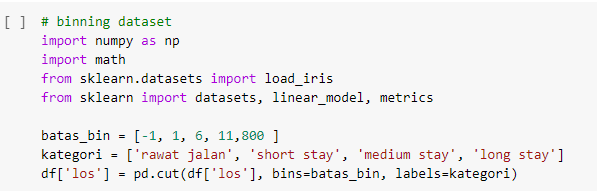 [ ] # binning dataset
import numpy as np
import math
from sklearn.datasets import load_iris
from sklearn import datasets, linear_model, metrics
batas_bin = [-1, 1, 6, 11,800 ]
kategori = ['rawat jalan', 'short stay', 'medium stay', 'long stay']
df['los'] = pd.cut(df['los'], bins=batas_bin, labels=kategori)